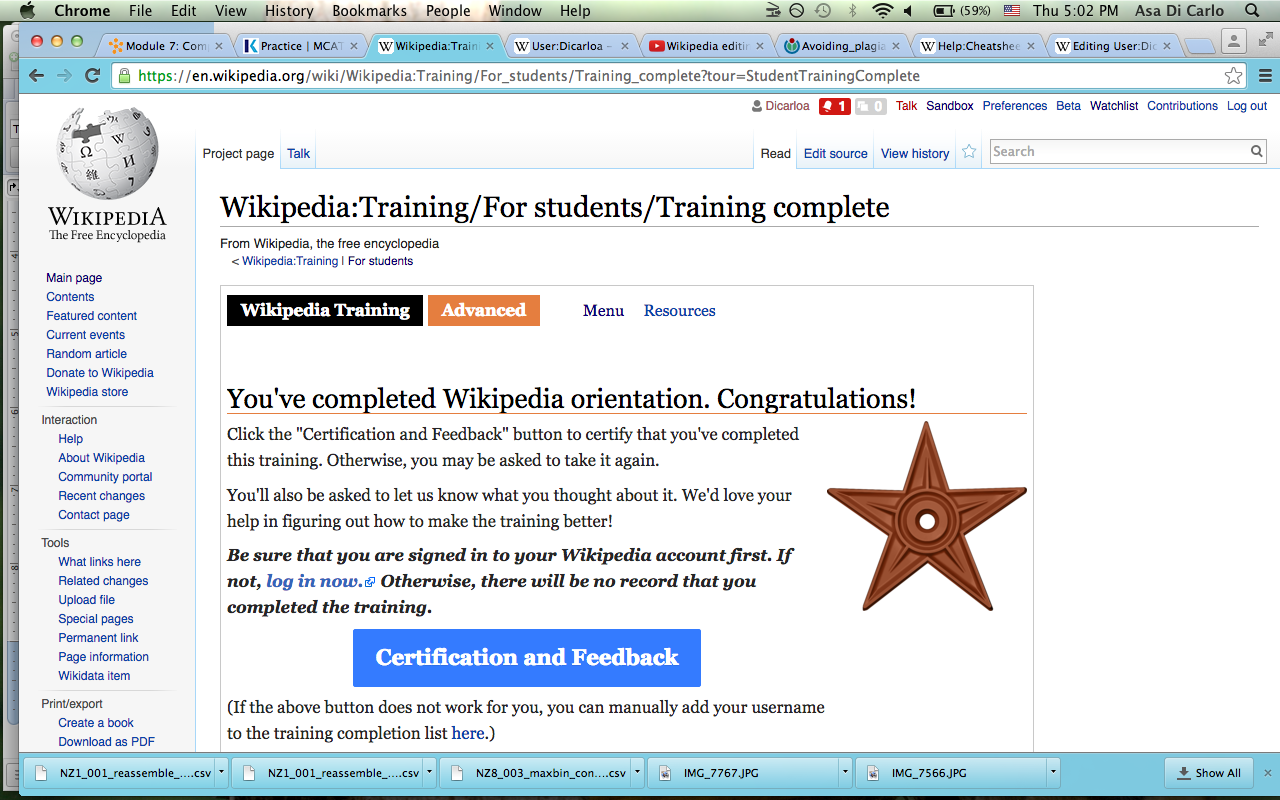 Chrome File Edit View History Bookmarks People Window Help (59%) Thu 5:02 PM Asa Di Carlo
Module 7: Com Practice | MCAT Wikipedia:Traini User:Dicarloa – Wikipedia editin Avoiding_plagia Help:Cheatshee Editing User:Dic
https://en.wikipedia.org/wiki/Wikipedia:Training/For_students/Training_complete?tour=StudentTrainingComplete
Dicarloa 1 0 Talk Sandbox Preferences Beta Watchlist Contributions Log out
Project page Talk Read Edit source View history Search
WIKIPEDIA
The Free Encyclopedia
Main page
Contents
Featured content
Current events
Random article
Donate to Wikipedia
Wikipedia store
Interaction
Help
About Wikipedia
Community portal
Recent changes
Contact page
Tools
What links here
Related changes
Upload file
Special pages
Permanent link
Page information
Wikidata item
Print/export
Create a book
Download as PDF
Wikipedia:Training/For students/Training complete
From Wikipedia, the free encyclopedia
< Wikipedia:Training | For students
Wikipedia Training Advanced Menu Resources
You've completed Wikipedia orientation. Congratulations!
Click the "Certification and Feedback" button to certify that you've completed
this training. Otherwise, you may be asked to take it again.
You'll also be asked to let us know what you thought about it. We'd love your
help in figuring out how to make the training better!
Be sure that you are signed in to your Wikipedia account first. If
not, log in now. Otherwise, there will be no record that you
completed the training.
Certification and Feedback
(If the above button does not work for you, you can manually add your username
to the training completion list here.)
NZ1_001_reassemble_....csv NZ1_001_reassemble_....csv NZ8_003_maxbin_con....csv IMG_7767.JPG IMG_7566.JPG Show All